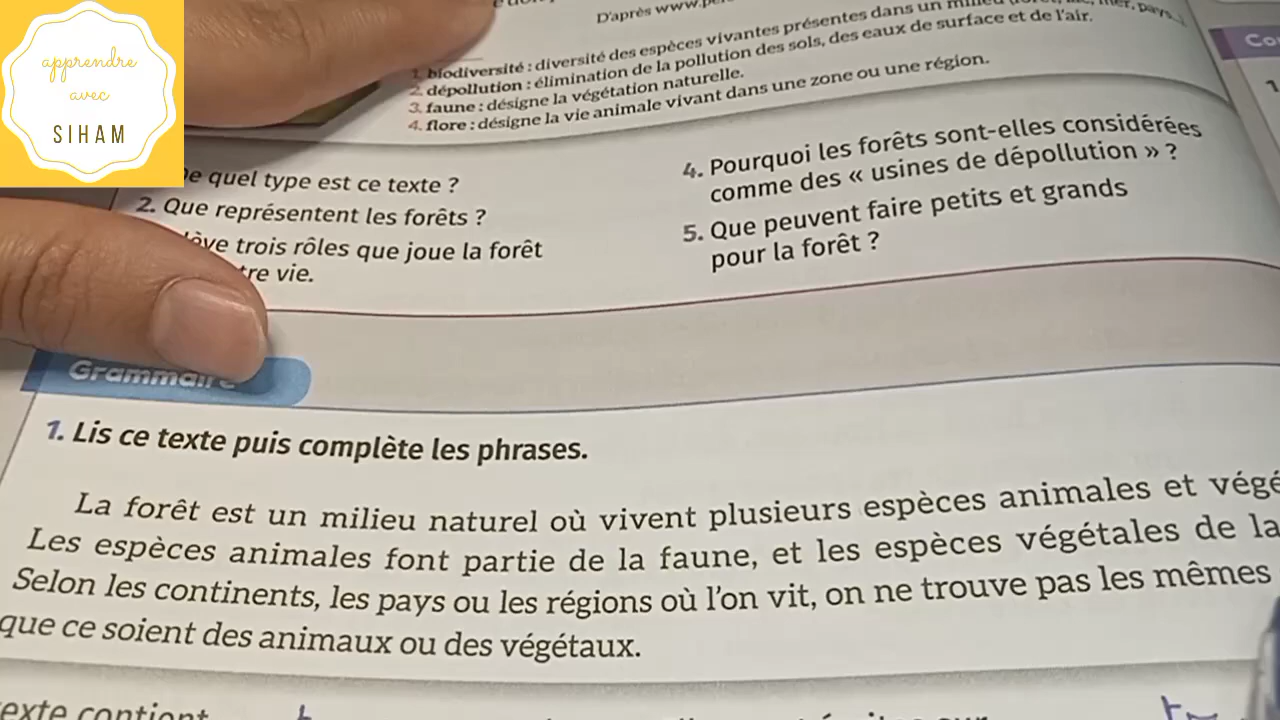 apprendre
avec
SIHAM
D'après
1. biodiversité : diversité des espèces vivantes présentes dans un milieu mer, pays...
2. dépollution : élimination de la pollution des sols, des eaux de surface et de l'air.
3. faune : désigne la végétation naturelle.
4. flore : désigne la vie animale vivant dans une zone ou une région.
quel type est ce texte ?
2. Que représentent les forêts ?
trois rôles que joue la forêt
vie.
4. Pourquoi les forêts sont-elles considérées
comme des « usines de dépollution » ?
5. Que peuvent faire petits et grands
pour la forêt ?
Grammaire
1. Lis ce texte puis complète les phrases.
La forêt est un milieu naturel où vivent plusieurs espèces animales et végé
Les espèces animales font partie de la faune, et les espèces végétales de la
Selon les continents, les pays ou les régions où l'on vit, on ne trouve pas les mêmes
que ce soient des animaux ou des végétaux.